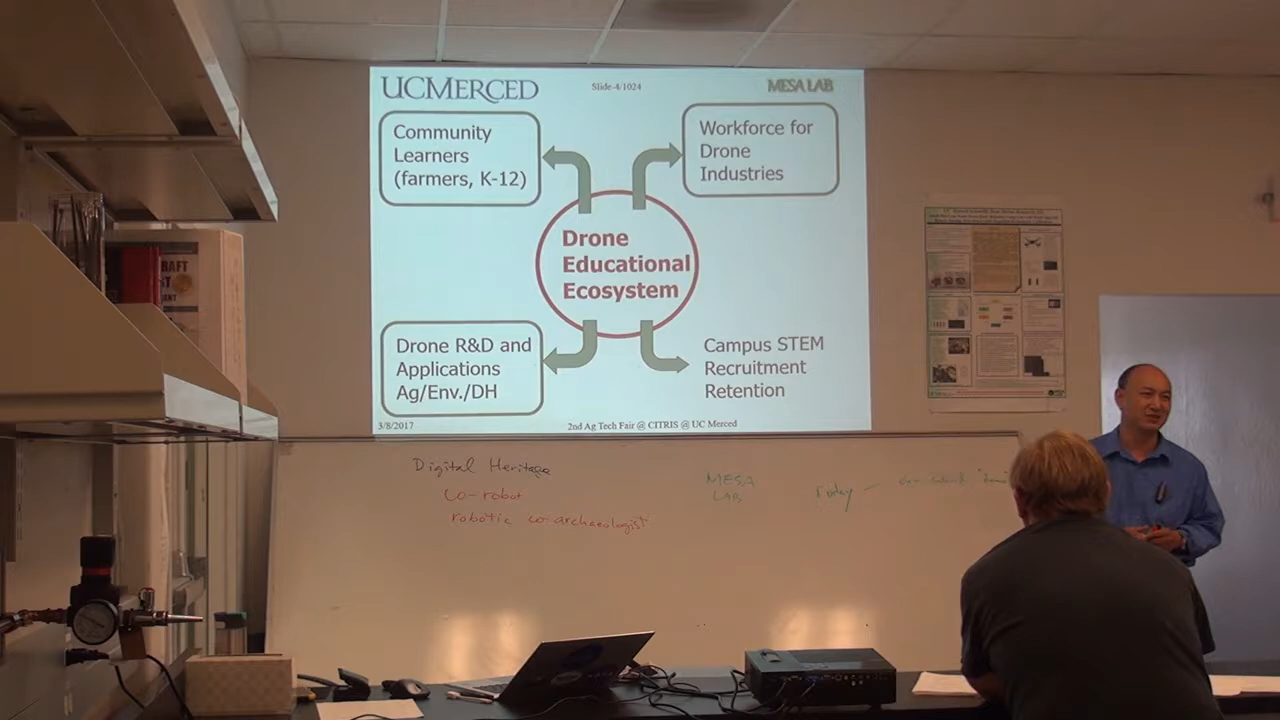 UCMERCED
Slide-4/1024
MESA LAB
Community
Learners
(farmers, K-12)
Workforce for
Drone
Industries
Drone
Educational
Ecosystem
Drone R&D and
Applications
Ag/Env./DH
Campus STEM
Recruitment
Retention
3/8/2017
2nd Ag Tech Fair @ CITRIS @ UC Merced
Digital Heritage
Co-robot
robotic co-archaeologist
MESA
LAB
Today —